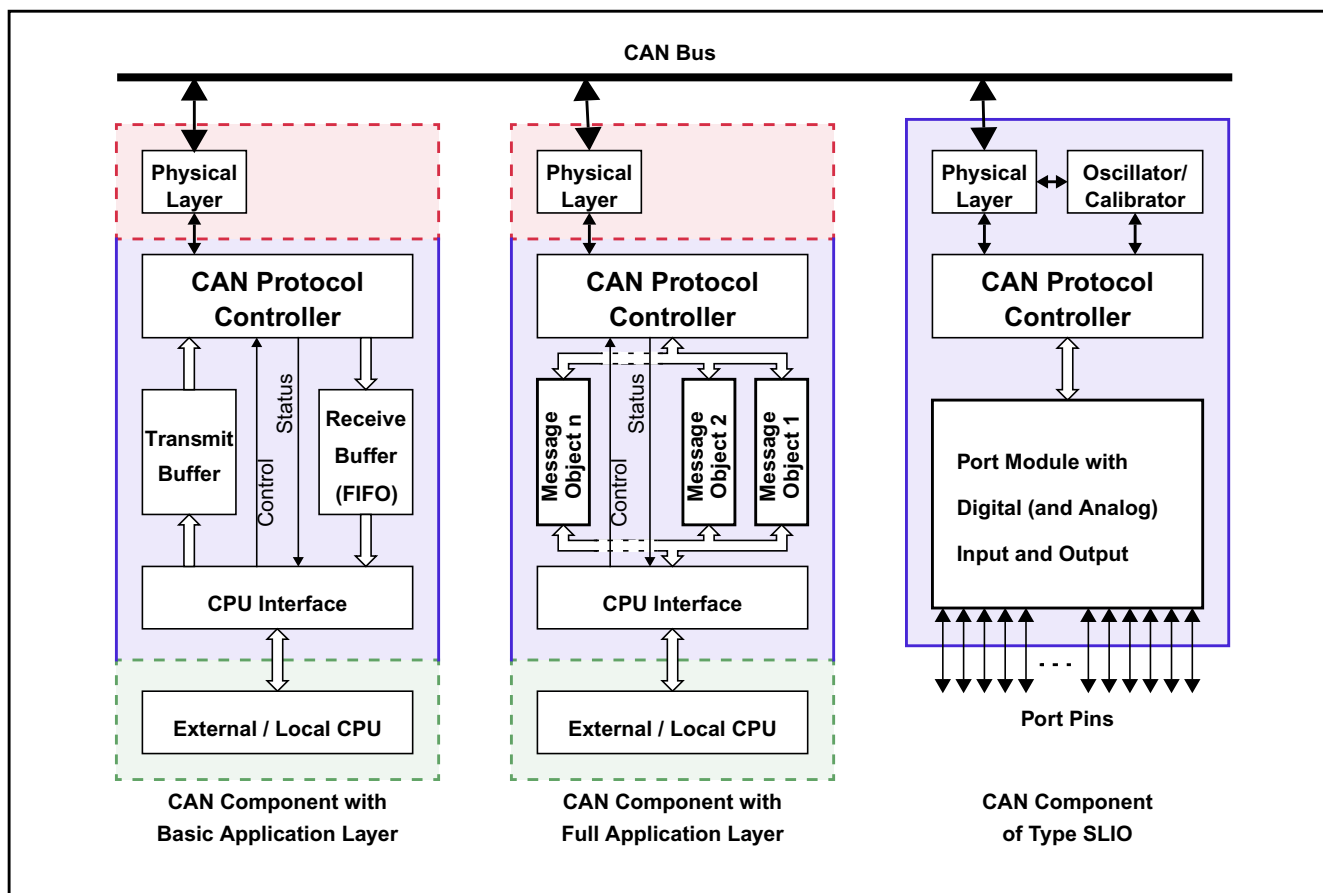 CAN Bus
Physical
Layer
CAN Protocol
Controller
Transmit
Buffer
Control
Status
Receive
Buffer
(FIFO)
CPU Interface
External / Local CPU
CAN Component with
Basic Application Layer
Physical
Layer
CAN Protocol
Controller
Message
Object n
Control
Status
Message
Object 2
Message
Object 1
CPU Interface
External / Local CPU
CAN Component with
Full Application Layer
Physical
Layer
Oscillator/
Calibrator
CAN Protocol
Controller
Port Module with
Digital (and Analog)
Input and Output
Port Pins
CAN Component
of Type SLIO